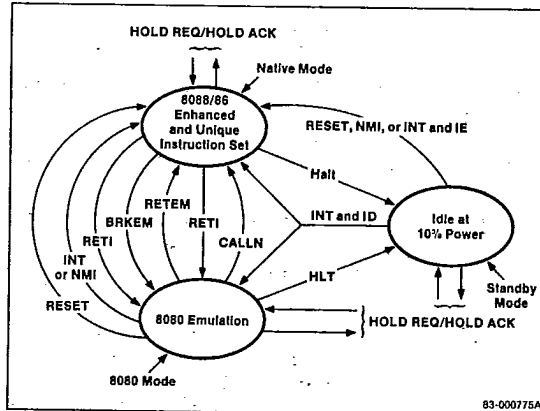 HOLD REQ/HOLD ACK
Native Mode
8088/86
Enhanced
and Unique
Instruction Set
RESET, NMI, or INT and IE
Halt
RETEM
INT and ID
Idle at
10% Power
BRKEM
RETI
RETI
CALLN
INT
or NMI
HLT
RESET
Standby
Mode
8080 Emulation
HOLD REQ/HOLD ACK
8080 Mode
83-000775A